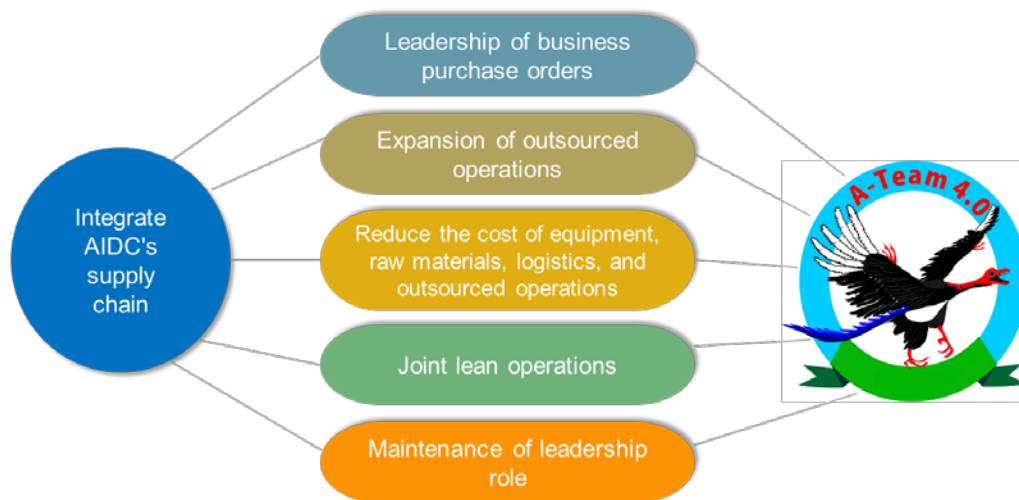 Leadership of business
purchase orders
Expansion of outsourced
operations
Integrate
AIDC's
supply
chain
Reduce the cost of equipment,
raw materials, logistics, and
outsourced operations
Joint lean operations
Maintenance of leadership
role
A-Team 4.0